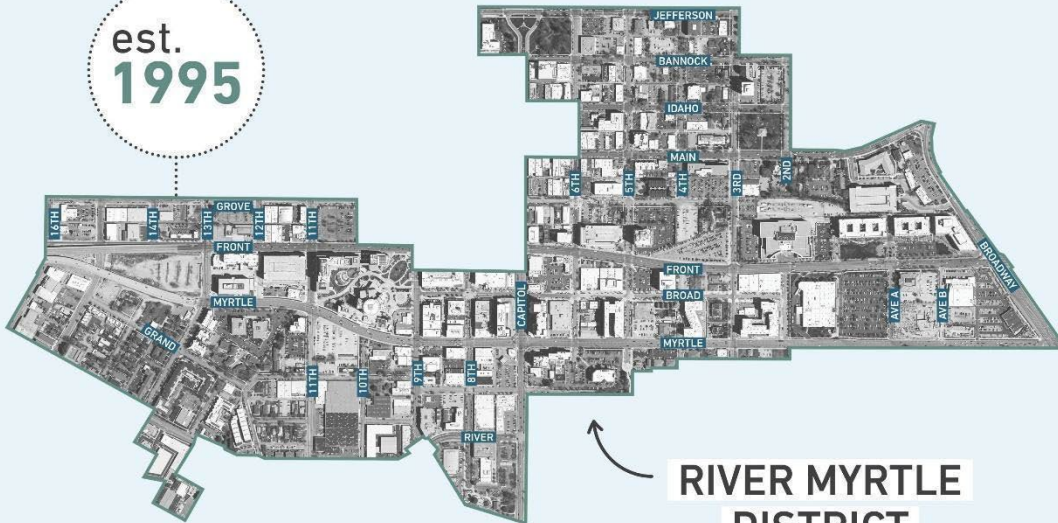 est.
1995
JEFFERSON
BANNOCK
IDAHO
MAIN
6TH
5TH
4TH
3RD
2ND
16TH
14TH
13TH
GROVE
12TH
11TH
FRONT
FRONT
BROADWAY
MYRTLE
CAPITOL
BROAD
AVE A
AVE B
GRAND
MYRTLE
11TH
10TH
9TH
8TH
RIVER
RIVER MYRTLE
DISTRICT